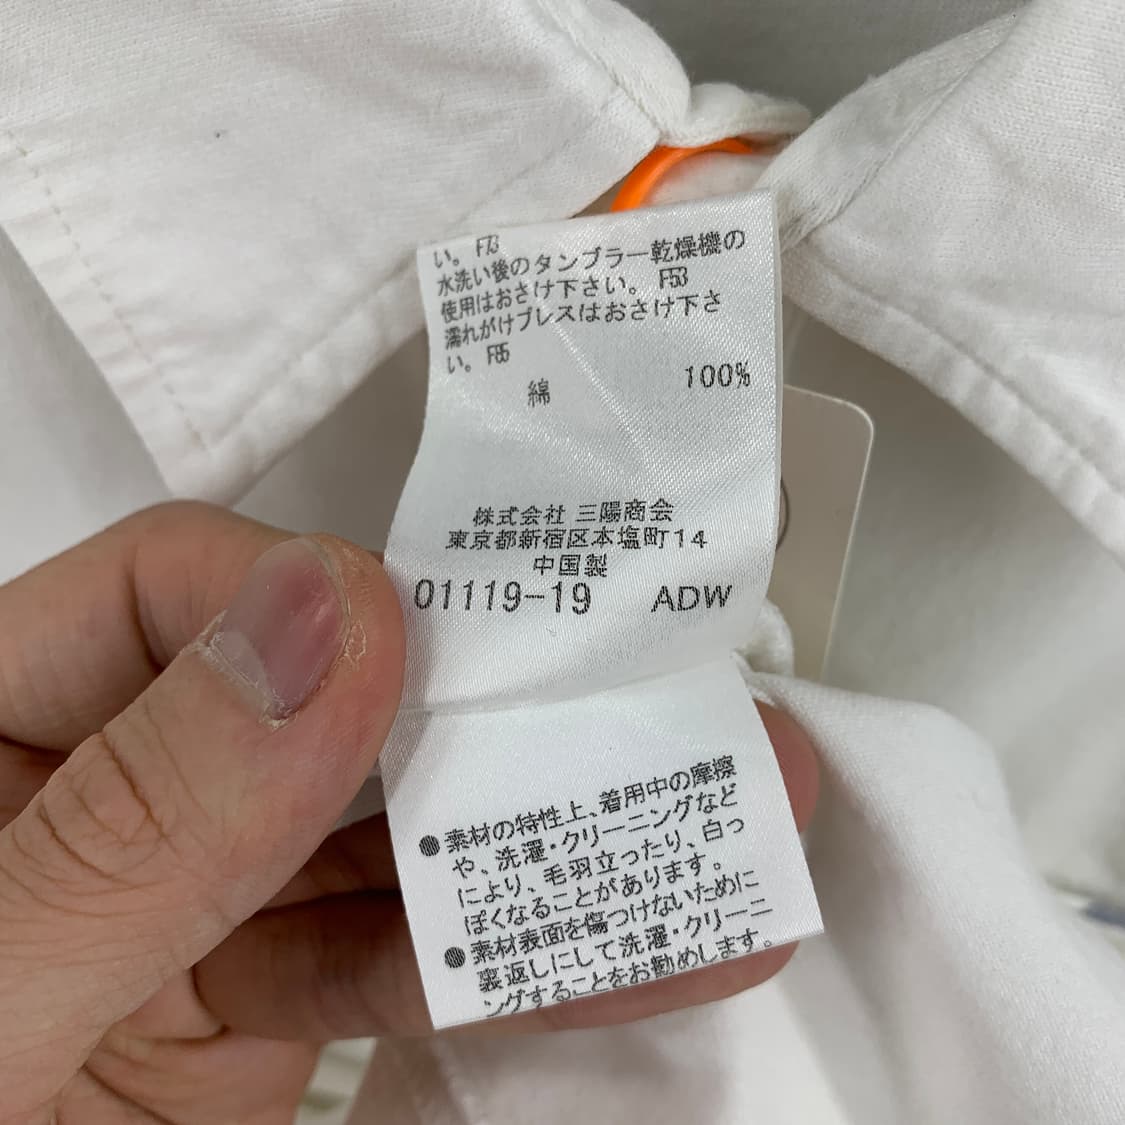 い。 F73
水洗い後のタンブラー乾燥機の
使用はおさけ下さい。 F53
濡れがけプレスはおさけ下さ
い。 F65
綿 100%
株式会社 三陽商会
東京都新宿区本塩町14
中国製
01119-19 ADW
●素材の特性上、着用中の摩擦
や、洗濯・クリーニングなど
により、毛羽立ったり、白っ
ぽくなることがあります。
●素材表面を傷つけないために
裏返しにして洗濯・クリーニ
ングすることをお勧めします。